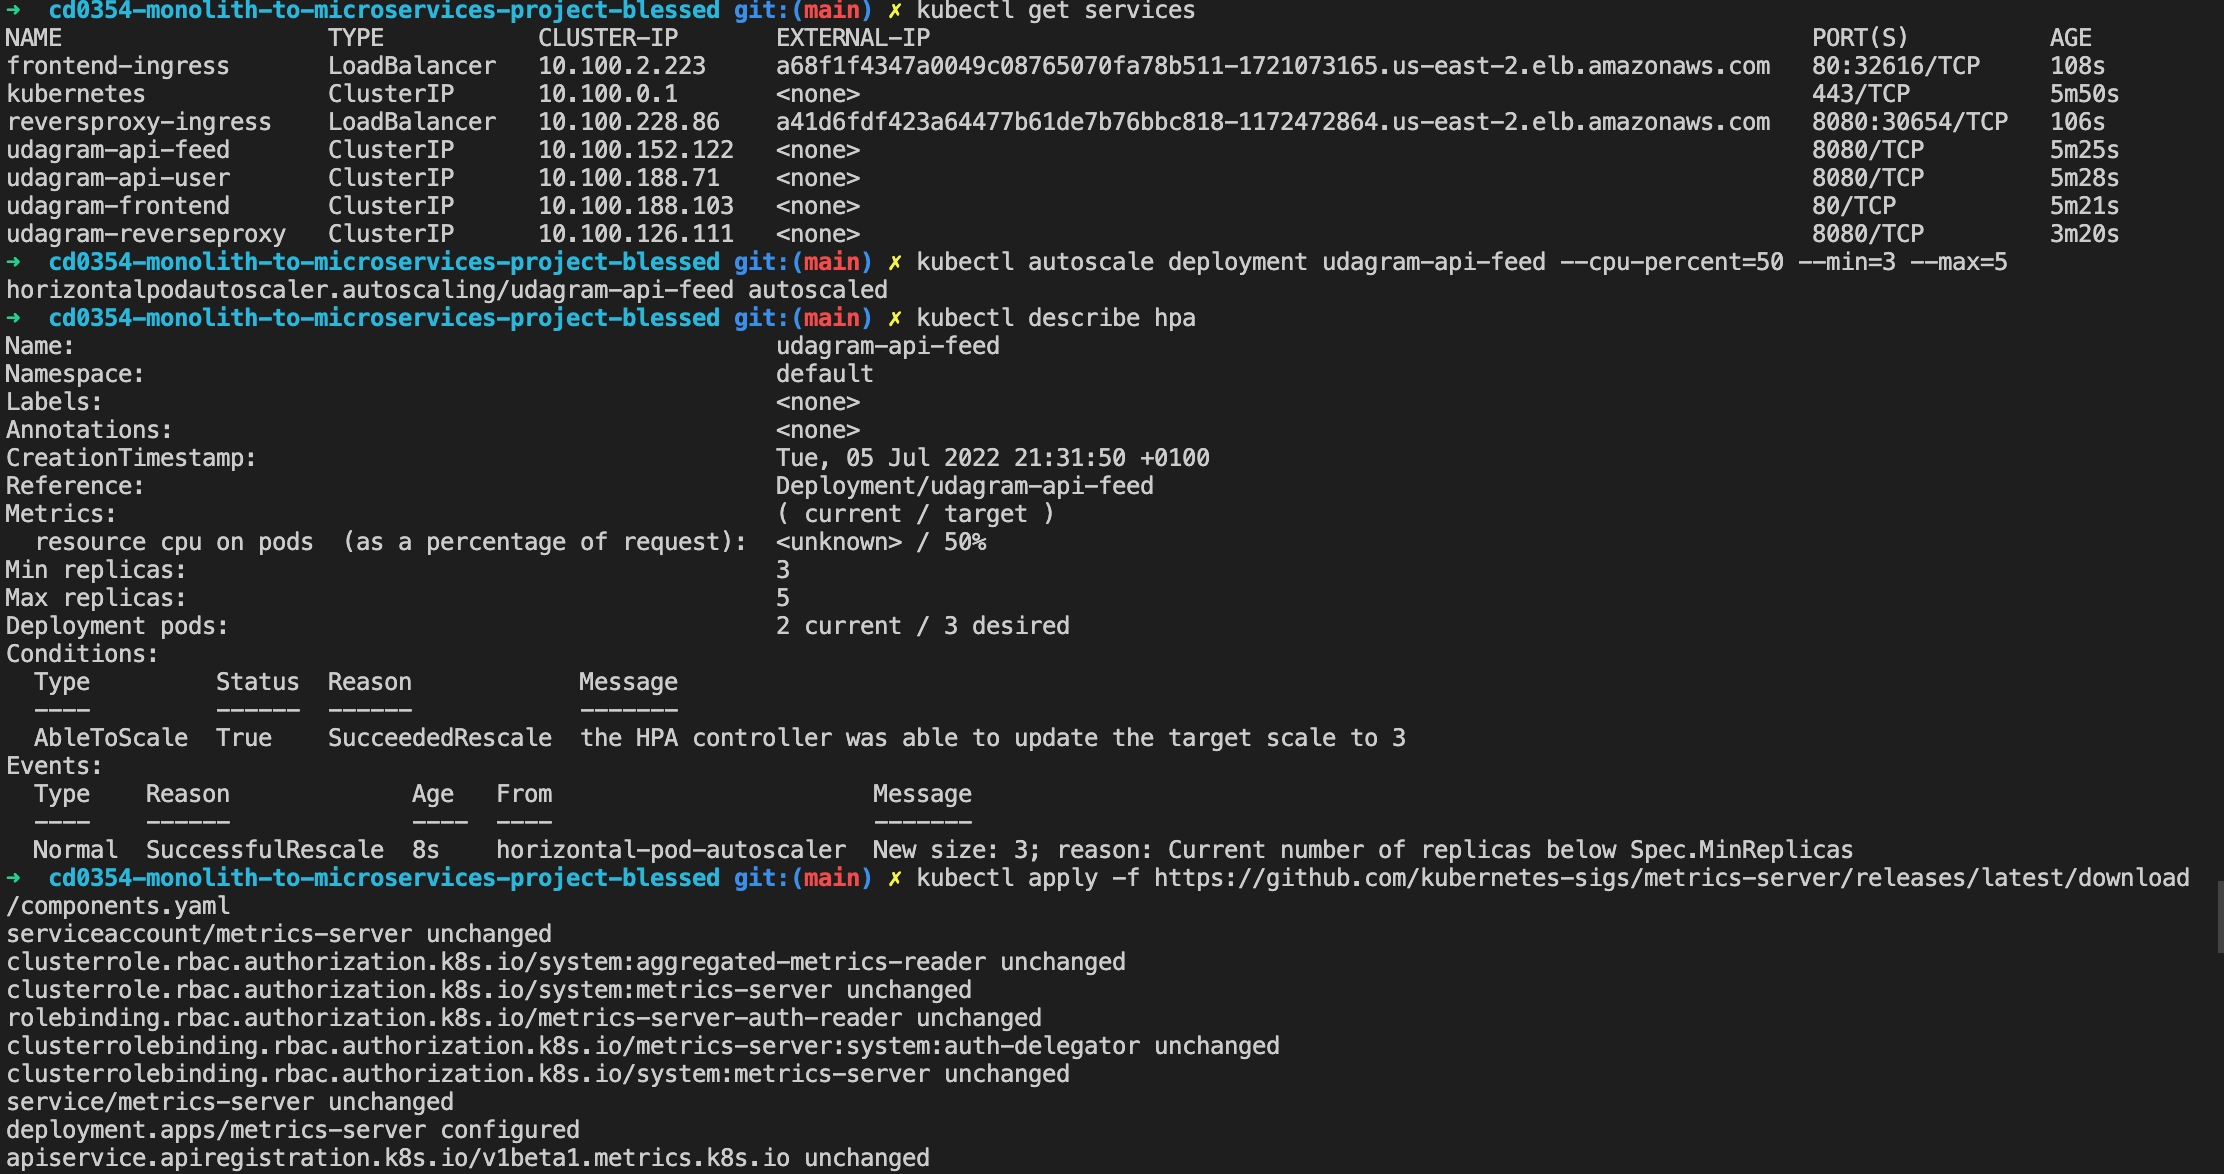 ➜  cd0354-monolith-to-microservices-project-blessed git:(main) ✗ kubectl get services
NAME                   TYPE           CLUSTER-IP       EXTERNAL-IP                                                               PORT(S)          AGE
frontend-ingress       LoadBalancer   10.100.2.223     a68f1f4347a0049c08765070fa78b511-1721073165.us-east-2.elb.amazonaws.com   80:32616/TCP     108s
kubernetes             ClusterIP      10.100.0.1       <none>                                                                    443/TCP          5m50s
reversproxy-ingress    LoadBalancer   10.100.228.86    a41d6fdf423a64477b61de7b76bbc818-1172472864.us-east-2.elb.amazonaws.com   8080:30654/TCP   106s
udagram-api-feed       ClusterIP      10.100.152.122   <none>                                                                    8080/TCP         5m25s
udagram-api-user       ClusterIP      10.100.188.71    <none>                                                                    8080/TCP         5m28s
udagram-frontend       ClusterIP      10.100.188.103   <none>                                                                    80/TCP           5m21s
udagram-reverseproxy   ClusterIP      10.100.126.111   <none>                                                                    8080/TCP         3m20s
➜  cd0354-monolith-to-microservices-project-blessed git:(main) ✗ kubectl autoscale deployment udagram-api-feed --cpu-percent=50 --min=3 --max=5
horizontalpodautoscaler.autoscaling/udagram-api-feed autoscaled
➜  cd0354-monolith-to-microservices-project-blessed git:(main) ✗ kubectl describe hpa
Name:                                                  udagram-api-feed
Namespace:                                             default
Labels:                                                <none>
Annotations:                                           <none>
CreationTimestamp:                                     Tue, 05 Jul 2022 21:31:50 +0100
Reference:                                             Deployment/udagram-api-feed
Metrics:                                               ( current / target )
  resource cpu on pods  (as a percentage of request):  <unknown> / 50%
Min replicas:                                          3
Max replicas:                                          5
Deployment pods:                                       2 current / 3 desired
Conditions:
  Type         Status  Reason            Message
  ----         ------  ------            -------
  AbleToScale  True    SucceededRescale  the HPA controller was able to update the target scale to 3
Events:
  Type    Reason             Age   From                       Message
  ----    ------             ----  ----                       -------
  Normal  SuccessfulRescale  8s    horizontal-pod-autoscaler  New size: 3; reason: Current number of replicas below Spec.MinReplicas
➜  cd0354-monolith-to-microservices-project-blessed git:(main) ✗ kubectl apply -f https://github.com/kubernetes-sigs/metrics-server/releases/latest/download
/components.yaml
serviceaccount/metrics-server unchanged
clusterrole.rbac.authorization.k8s.io/system:aggregated-metrics-reader unchanged
clusterrole.rbac.authorization.k8s.io/system:metrics-server unchanged
rolebinding.rbac.authorization.k8s.io/metrics-server-auth-reader unchanged
clusterrolebinding.rbac.authorization.k8s.io/metrics-server:system:auth-delegator unchanged
clusterrolebinding.rbac.authorization.k8s.io/system:metrics-server unchanged
service/metrics-server unchanged
deployment.apps/metrics-server configured
apiservice.apiregistration.k8s.io/v1beta1.metrics.k8s.io unchanged